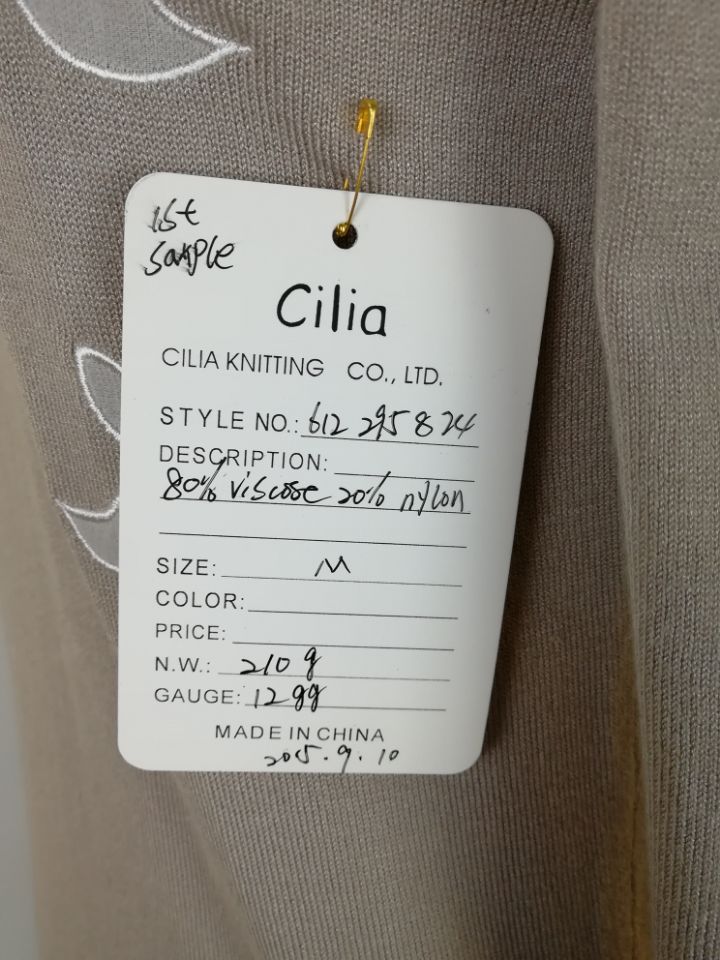 1st
Sample
Cilia
CILIA KNITTING CO., LTD.
STYLE NO.: 612 295 824
DESCRIPTION:
80% Viscose 20% nylon
SIZE: M
COLOR:
PRICE:
N.W.: 210 g
GAUGE: 12 gg
MADE IN CHINA
2015.9.10